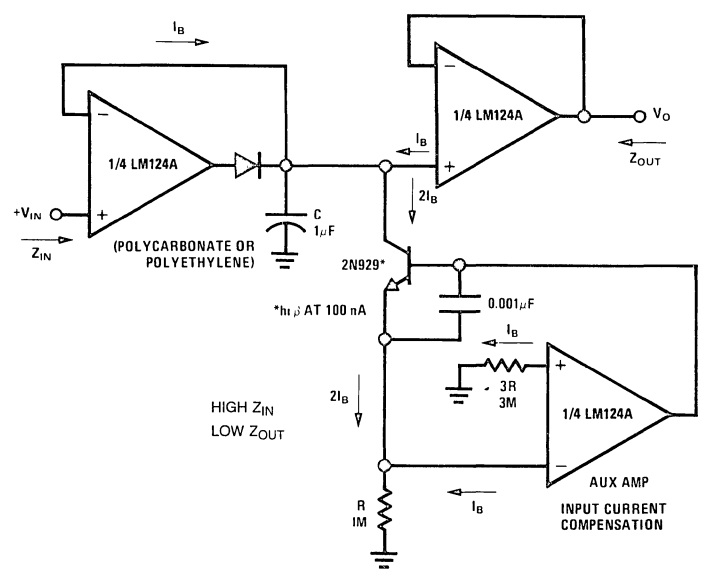 I_B
−
1/4 LM124A
+V_IN
+
Z_IN
C
1µF
(POLYCARBONATE OR
POLYETHYLENE)
−
1/4 LM124A
+
I_B
V_O
Z_OUT
2I_B
2N929*
*hi β AT 100 nA
0.001µF
I_B
3R
3M
+
1/4 LM124A
−
2I_B
HIGH Z_IN
LOW Z_OUT
R
1M
I_B
AUX AMP
INPUT CURRENT
COMPENSATION